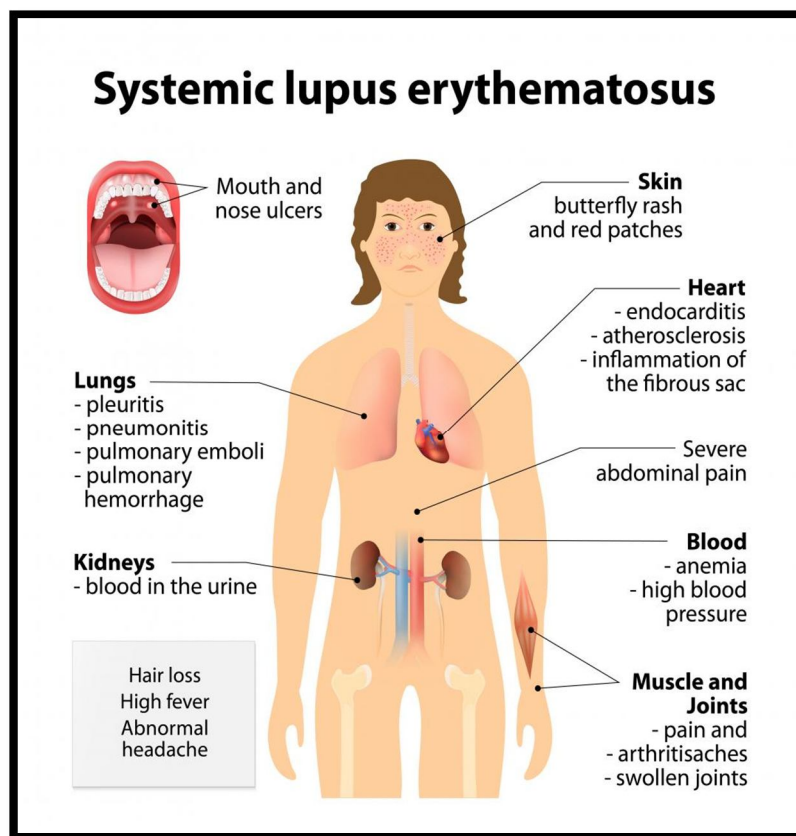 Systemic lupus erythematosus
Mouth and
nose ulcers
Skin
butterfly rash
and red patches
Heart
- endocarditis
- atherosclerosis
- inflammation of
the fibrous sac
Lungs
- pleuritis
- pneumonitis
- pulmonary emboli
- pulmonary
hemorrhage
Severe
abdominal pain
Kidneys
- blood in the urine
Blood
- anemia
- high blood
pressure
Hair loss
High fever
Abnormal
headache
Muscle and
Joints
- pain and
- arthritisaches
- swollen joints